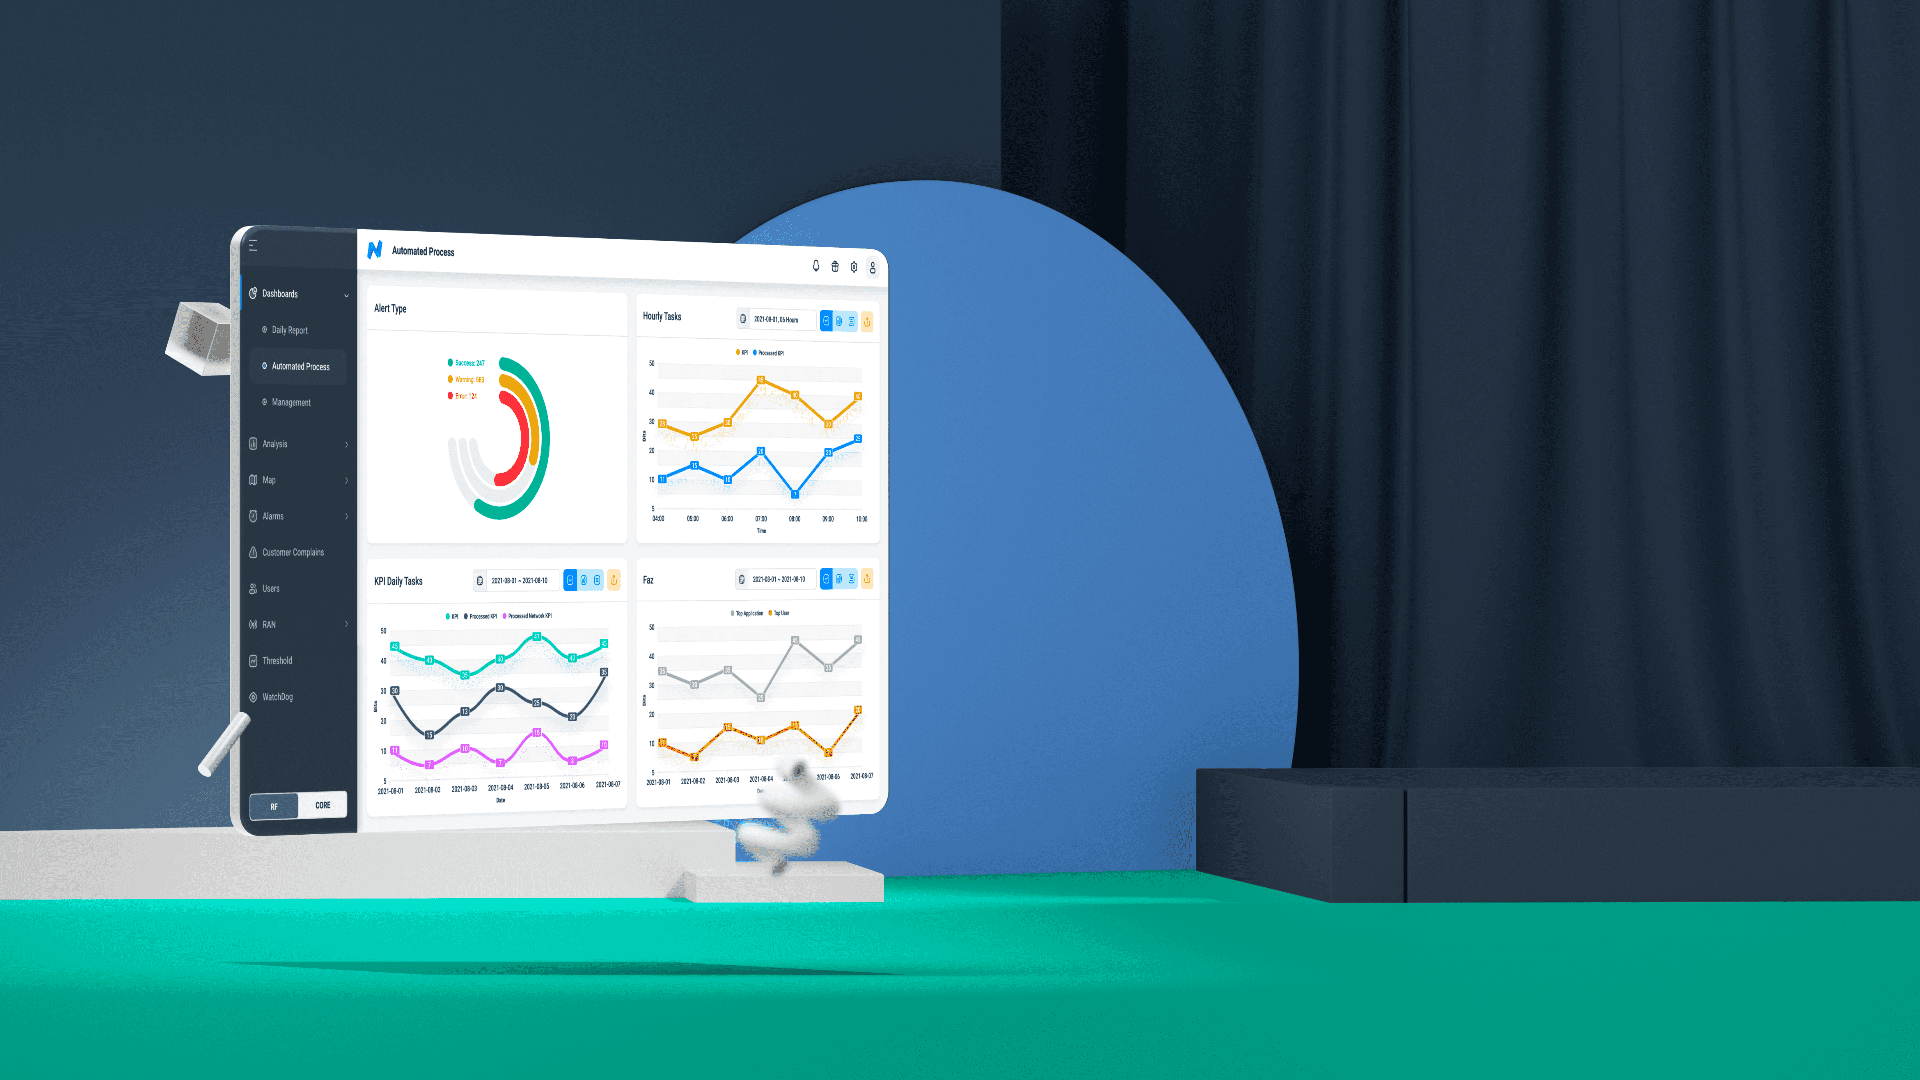 Automated Process
Dashboards
Daily Report
Automated Process
Management
Analysis
Map
Alarms
Customer Complains
Users
RAN
Threshold
WatchDog
RF
CORE
Alert Type
Success: 247
Warning: 563
Error: 124
Hourly Tasks
2021-08-01, 06 Hours
KPI
Processed KPI
50
40
30
20
10
5
Bits
04:00 05:00 06:00 07:00 08:00 09:00 10:00
Time
KPI Daily Tasks
2021-08-01 ~ 2021-08-10
KPI
Processed KPI
Processed Network KPI
50
40
30
20
10
5
Bits
2021-08-01 2021-08-02 2021-08-03 2021-08-04 2021-08-05 2021-08-06 2021-08-07
Date
Faz
2021-08-01 ~ 2021-08-10
Top Application
Top User
50
40
30
20
10
5
Bits
2021-08-01 2021-08-02 2021-08-03 2021-08-04 2021-08-06 2021-08-07